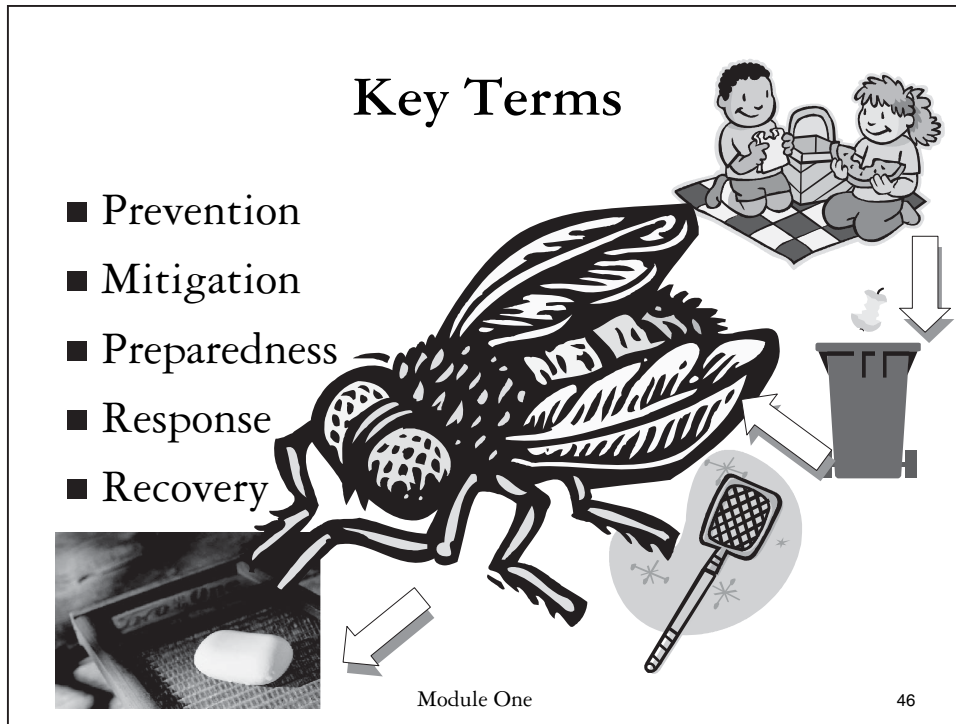 Key Terms
Prevention
Mitigation
Preparedness
Response
Recovery
Module One
46